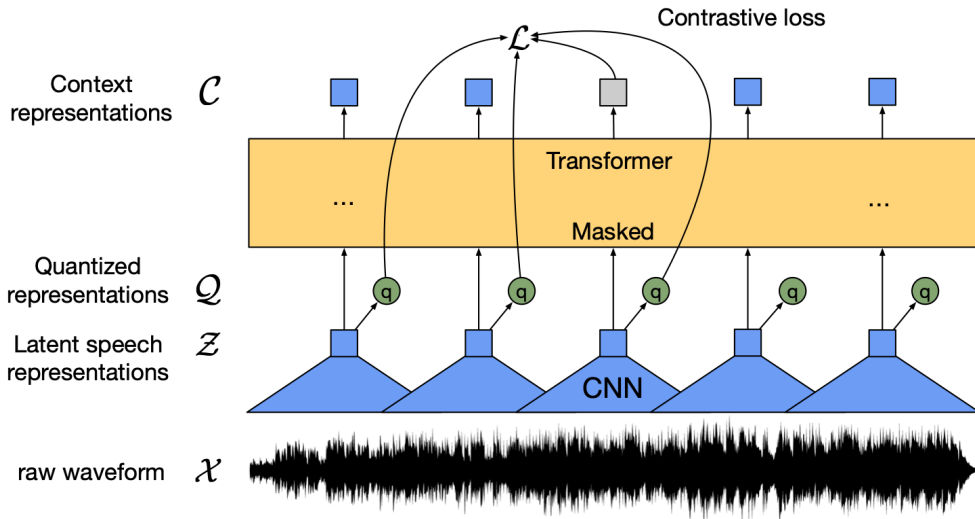 Contrastive loss
ℒ
Context
representations 𝒞
Transformer
... ...
Masked
Quantized
representations 𝒬
q q q q q
Latent speech
representations 𝒵
CNN
raw waveform 𝒳